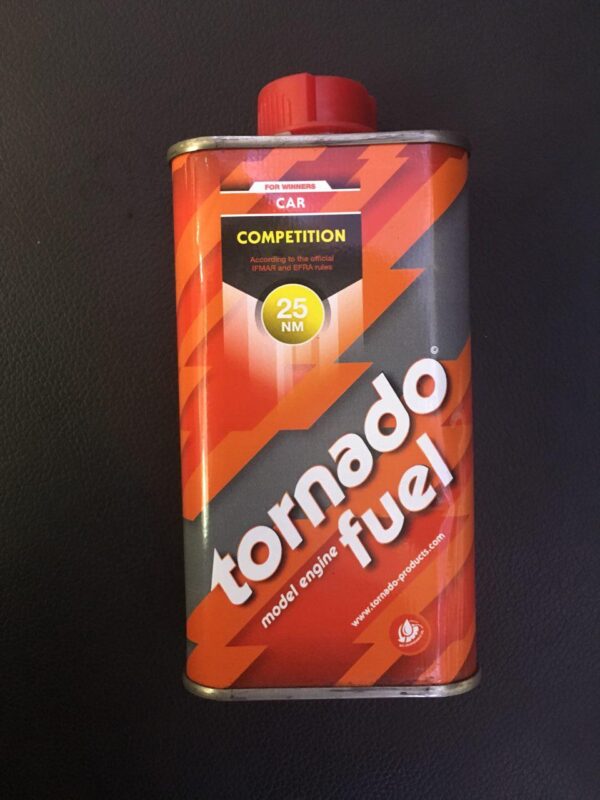 FOR WINNERS
CAR
COMPETITION
According to the official
IFMAR and EFRA rules
25
NM
©
tornado
model engine fuel
www.tornado-products.com